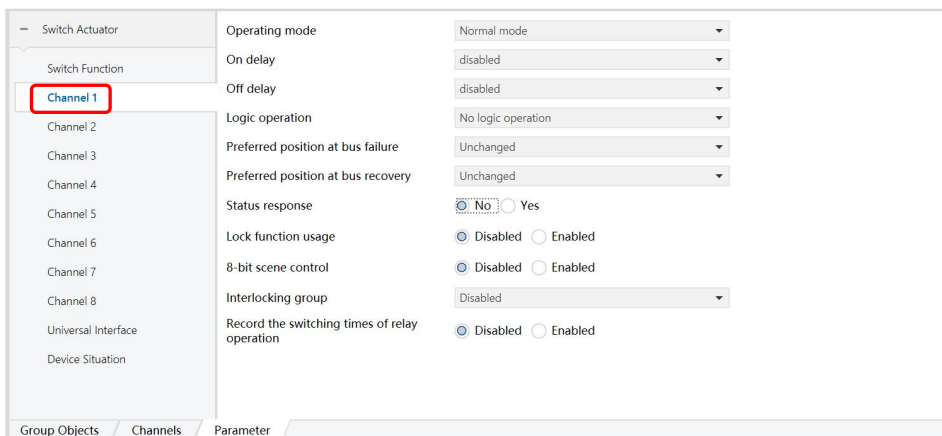 Switch Actuator
Switch Function
Channel 1
Channel 2
Channel 3
Channel 4
Channel 5
Channel 6
Channel 7
Channel 8
Universal Interface
Device Situation
Operating mode Normal mode
On delay disabled
Off delay disabled
Logic operation No logic operation
Preferred position at bus failure Unchanged
Preferred position at bus recovery Unchanged
Status response No Yes
Lock function usage Disabled Enabled
8-bit scene control Disabled Enabled
Interlocking group Disabled
Record the switching times of relay
operation Disabled Enabled
Group Objects Channels Parameter